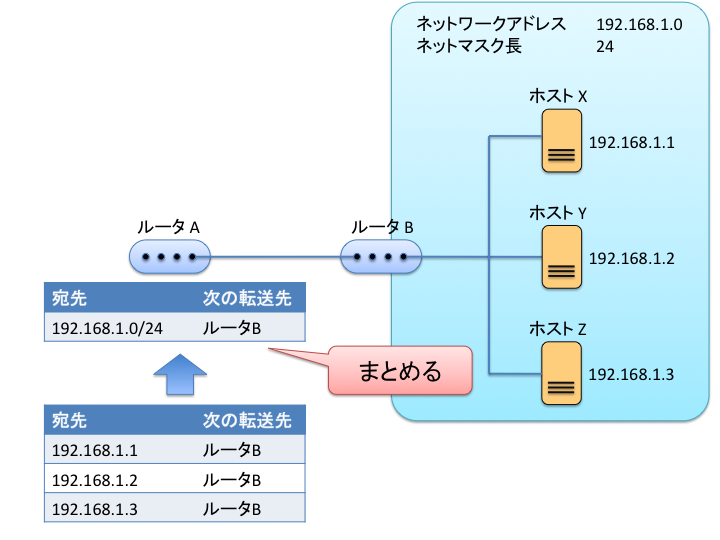 ネットワークアドレス 192.168.1.0
ネットマスク長 24
ホスト X
192.168.1.1
ルータ A
ルータ B
ホスト Y
192.168.1.2
宛先 次の転送先
192.168.1.0/24 ルータB
ホスト Z
192.168.1.3
まとめる
宛先 次の転送先
192.168.1.1 ルータB
192.168.1.2 ルータB
192.168.1.3 ルータB